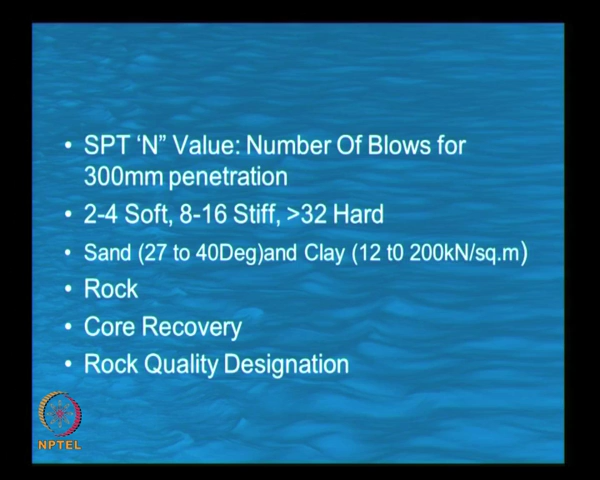 • SPT ‘N” Value: Number Of Blows for
300mm penetration
• 2-4 Soft, 8-16 Stiff, >32 Hard
• Sand (27 to 40Deg)and Clay (12 t0 200kN/sq.m)
• Rock
• Core Recovery
• Rock Quality Designation
NPTEL